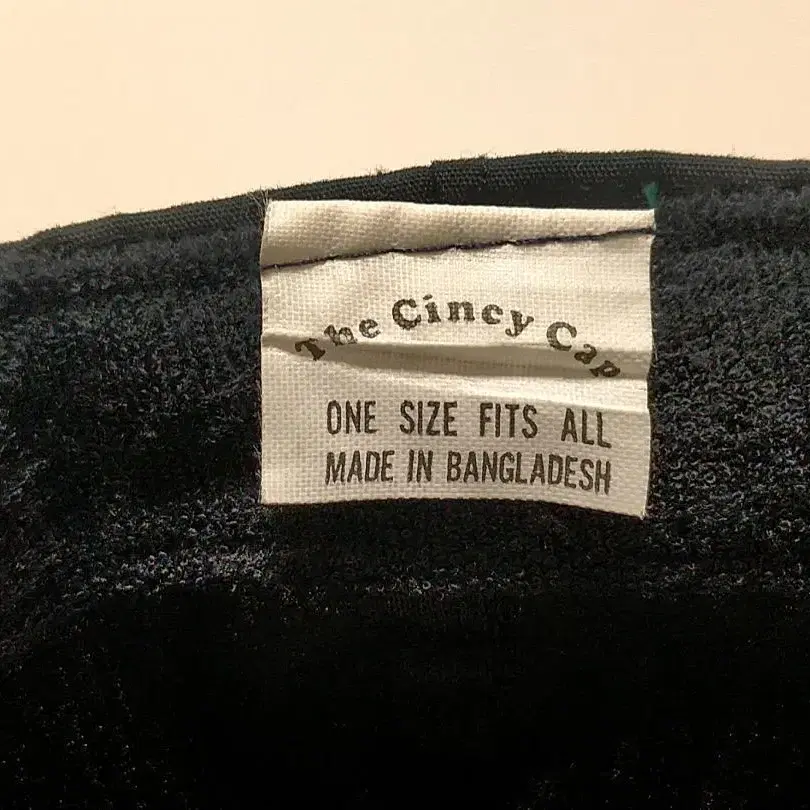 The Cincy Cap
ONE SIZE FITS ALL
MADE IN BANGLADESH